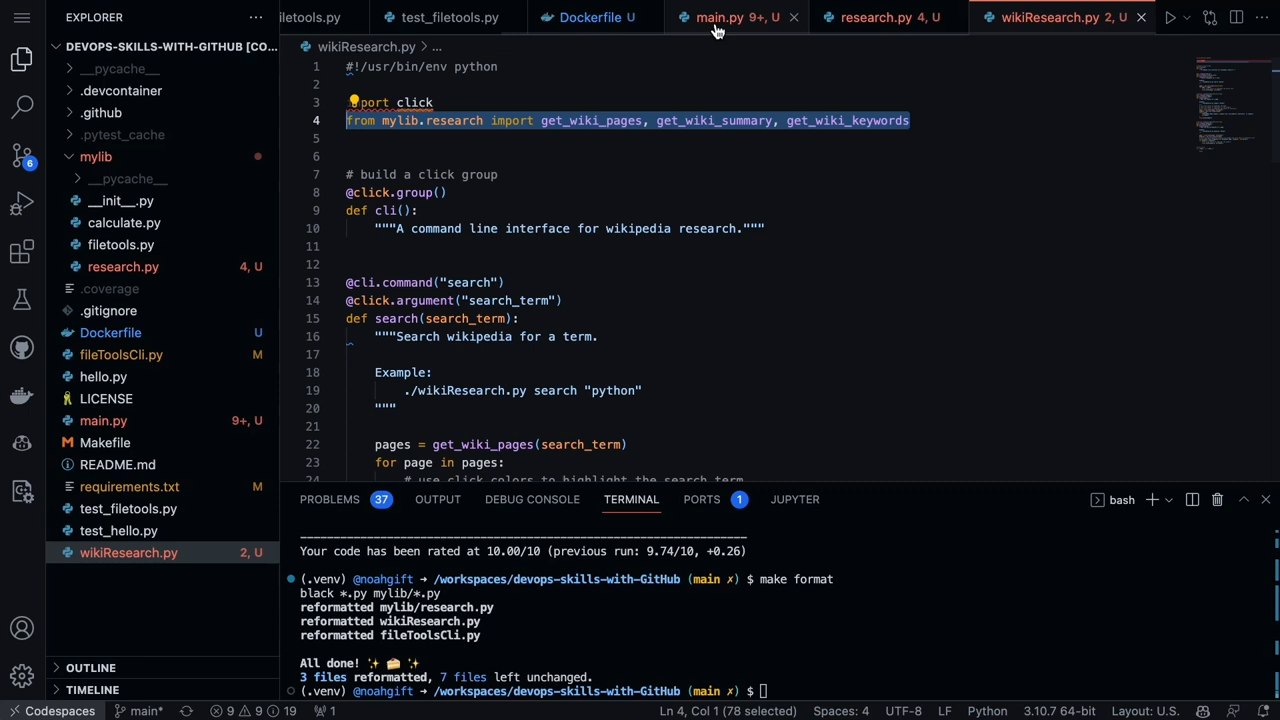 EXPLORER
DEVOPS-SKILLS-WITH-GITHUB [CO...
__pycache__
.devcontainer
.github
.pytest_cache
mylib
__pycache__
__init__.py
calculate.py
filetools.py
research.py 4, U
.coverage
.gitignore
Dockerfile U
fileToolsCli.py M
hello.py
LICENSE
main.py 9+, U
Makefile
README.md
requirements.txt M
test_filetools.py
test_hello.py
wikiResearch.py 2, U
OUTLINE
TIMELINE
6
iletools.py test_filetools.py Dockerfile U main.py 9+, U research.py 4, U wikiResearch.py 2, U
wikiResearch.py > ...
1 #!/usr/bin/env python
2
3 port click
4 from mylib.research import get_wiki_pages, get_wiki_summary, get_wiki_keywords
5
6
7 # build a click group
8 @click.group()
9 def cli():
10 """A command line interface for wikipedia research."""
11
12
13 @cli.command("search")
14 @click.argument("search_term")
15 def search(search_term):
16 """Search wikipedia for a term.
17
18 Example:
19 ./wikiResearch.py search "python"
20 """
21
22 pages = get_wiki_pages(search_term)
23 for page in pages:
24 # use click colors to highlight the search term
PROBLEMS 37 OUTPUT DEBUG CONSOLE TERMINAL PORTS 1 JUPYTER bash
Your code has been rated at 10.00/10 (previous run: 9.74/10, +0.26)
(.venv) @noahgift → /workspaces/devops-skills-with-GitHub (main ✗) $ make format
black *.py mylib/*.py
reformatted mylib/research.py
reformatted wikiResearch.py
reformatted fileToolsCli.py
All done! ✨ 🍰 ✨
3 files reformatted, 7 files left unchanged.
(.venv) @noahgift → /workspaces/devops-skills-with-GitHub (main ✗) $
Codespaces main* 9 9 19 1 Ln 4, Col 1 (78 selected) Spaces: 4 UTF-8 LF Python 3.10.7 64-bit Layout: U.S.